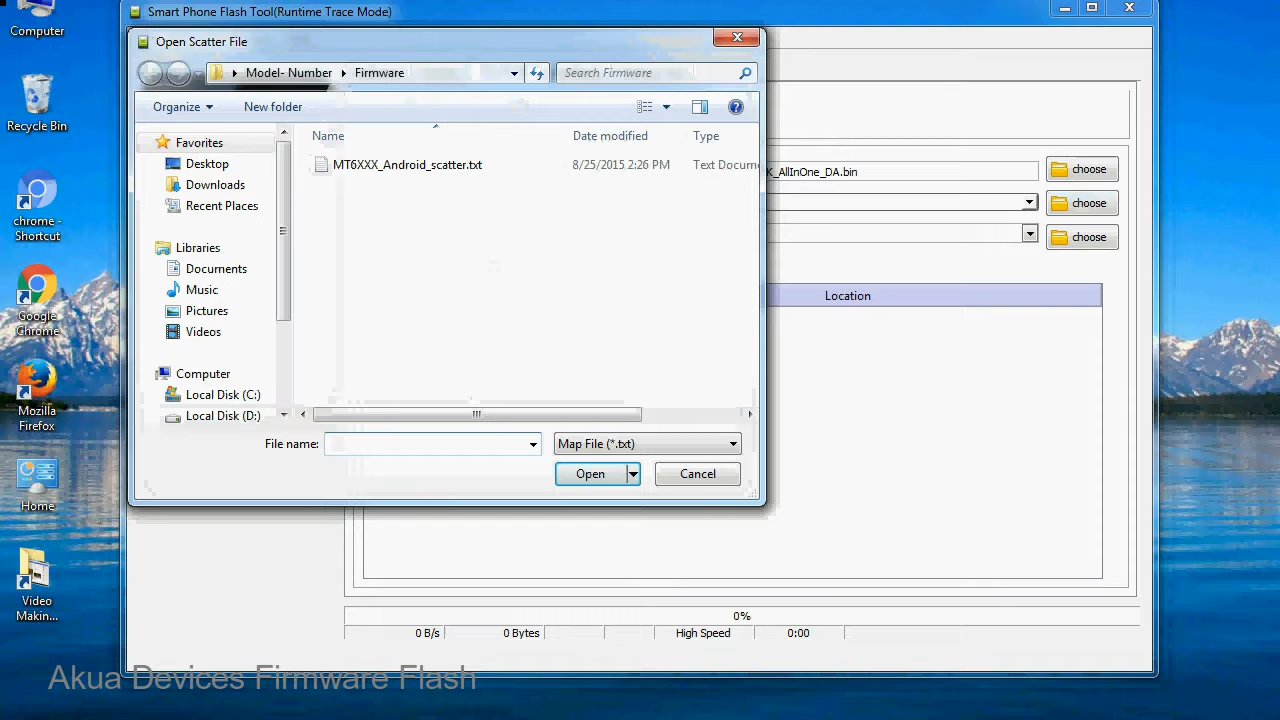 Computer
Recycle Bin
chrome -
Shortcut
Google
Chrome
Mozilla
Firefox
Home
Video
Makin...
Smart Phone Flash Tool(Runtime Trace Mode)
Open Scatter File
Model- Number
Firmware
Search Firmware
Organize
New folder
Favorites
Desktop
Downloads
Recent Places
Libraries
Documents
Music
Pictures
Videos
Computer
Local Disk (C:)
Local Disk (D:)
Name
Date modified
Type
MT6XXX_Android_scatter.txt
8/25/2015 2:26 PM
Text Docum
File name:
Map File (*.txt)
Open
Cancel
K_AllInOne_DA.bin
choose
choose
choose
Location
0%
0 B/s
0 Bytes
High Speed
0:00
Akua Devices Firmware Flash